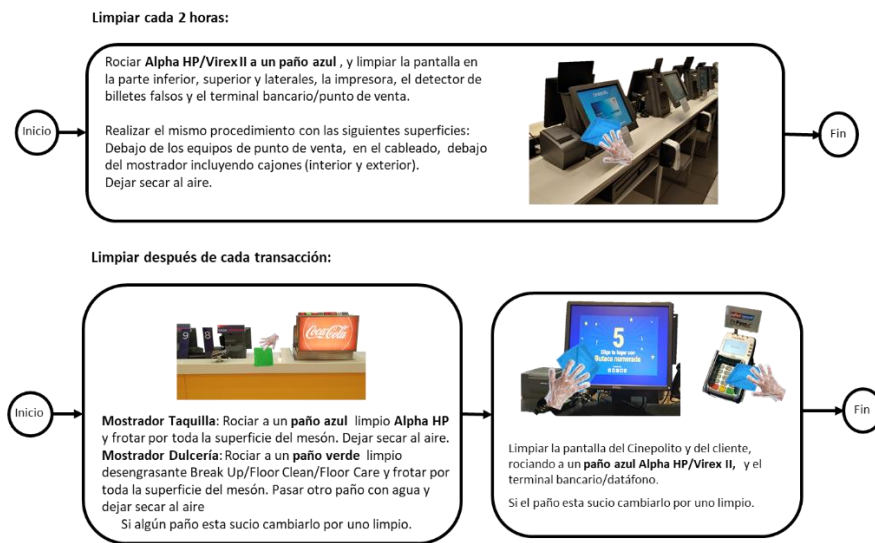 Limpiar cada 2 horas:
Inicio
Rociar Alpha HP/Virex II a un paño azul , y limpiar la pantalla en
la parte inferior, superior y laterales, la impresora, el detector de
billetes falsos y el terminal bancario/punto de venta.
Realizar el mismo procedimiento con las siguientes superficies:
Debajo de los equipos de punto de venta, en el cableado, debajo
del mostrador incluyendo cajones (interior y exterior).
Dejar secar al aire.
Fin
Limpiar después de cada transacción:
Inicio
9
8
Coca-Cola
Mostrador Taquilla: Rociar a un paño azul limpio Alpha HP
y frotar por toda la superficie del mesón. Dejar secar al aire.
Mostrador Dulcería: Rociar a un paño verde limpio
desengrasante Break Up/Floor Clean/Floor Care y frotar por
toda la superficie del mesón. Pasar otro paño con agua y
dejar secar al aire
Si algún paño esta sucio cambiarlo por uno limpio.
5
Elige tu lugar con
Butaca numerada
Limpiar la pantalla del Cinepolito y del cliente,
rociando a un paño azul Alpha HP/Virex II, y el
terminal bancario/datáfono.
Si el paño esta sucio cambiarlo por uno limpio.
Fin